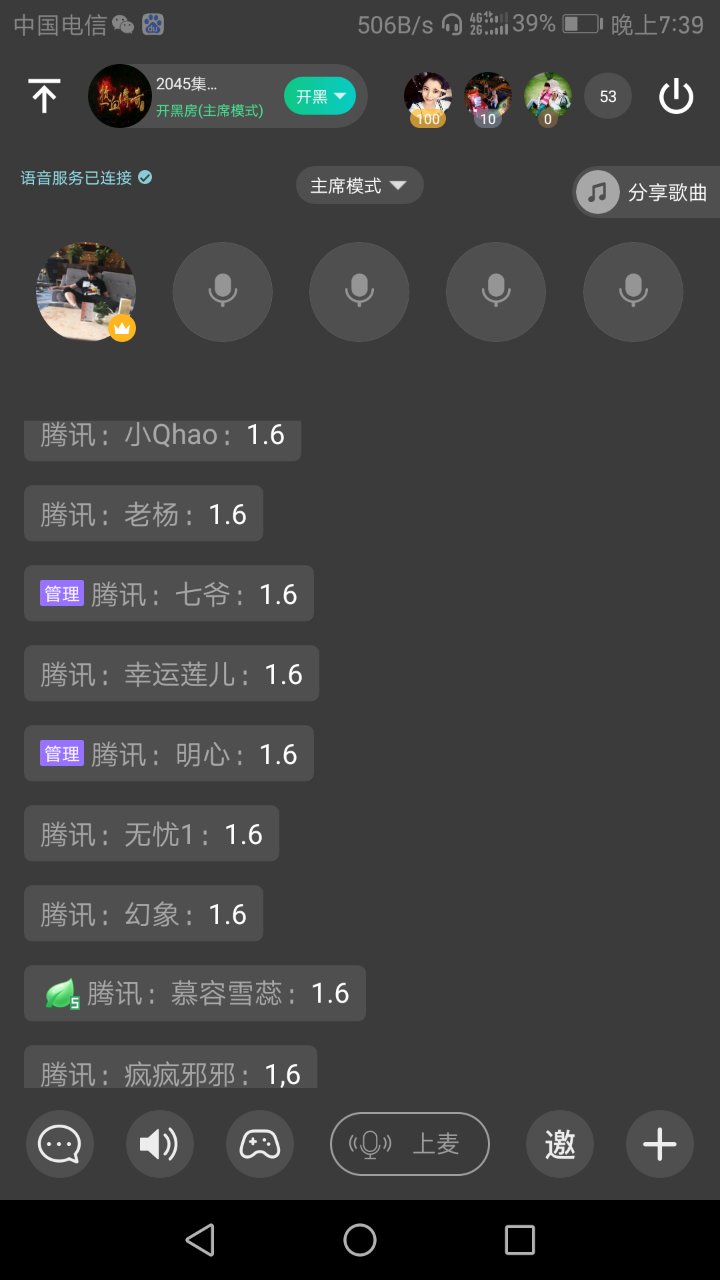 中国电信 506B/s 4G 2G 39% 晚上7:39
2045集...
开黑房(主席模式)
开黑
100
10
0
53
语音服务已连接
主席模式
分享歌曲
腾讯：小Qhao：1.6
腾讯：老杨：1.6
管理 腾讯：七爷：1.6
腾讯：幸运莲儿：1.6
管理 腾讯：明心：1.6
腾讯：无忧1：1.6
腾讯：幻象：1.6
S 腾讯：慕容雪蕊：1.6
腾讯：疯疯邪邪：1,6
上麦
邀